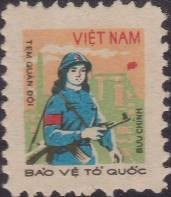 VIỆT NAM
TEM QUÂN ĐỘI
BƯU CHÍNH
BẢO VỆ TỔ QUỐC